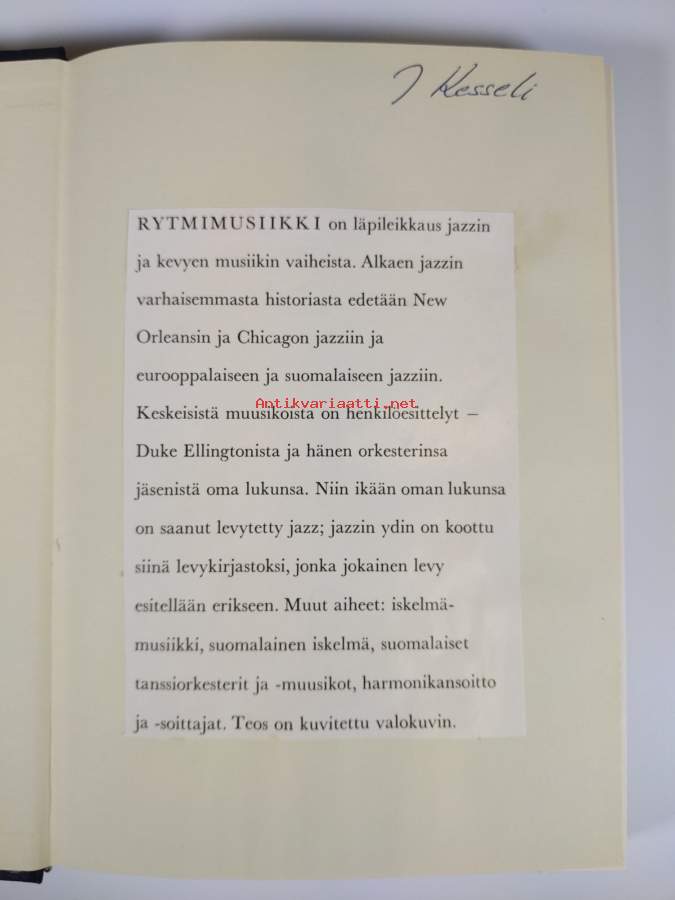 J Kesseli
RYTMIMUSIIKKI on läpileikkaus jazzin
ja kevyen musiikin vaiheista. Alkaen jazzin
varhaisemmasta historiasta edetään New
Orleansin ja Chicagon jazziin ja
eurooppalaiseen ja suomalaiseen jazziin.
Antikvariaatti.net
Keskeisistä muusikoista on henkilöesittelyt –
Duke Ellingtonista ja hänen orkesterinsa
jäsenistä oma lukunsa. Niin ikään oman lukunsa
on saanut levytetty jazz; jazzin ydin on koottu
siinä levykirjastoksi, jonka jokainen levy
esitellään erikseen. Muut aiheet: iskelmä-
musiikki, suomalainen iskelmä, suomalaiset
tanssiorkesterit ja -muusikot, harmonikansoitto
ja -soittajat. Teos on kuvitettu valokuvin.